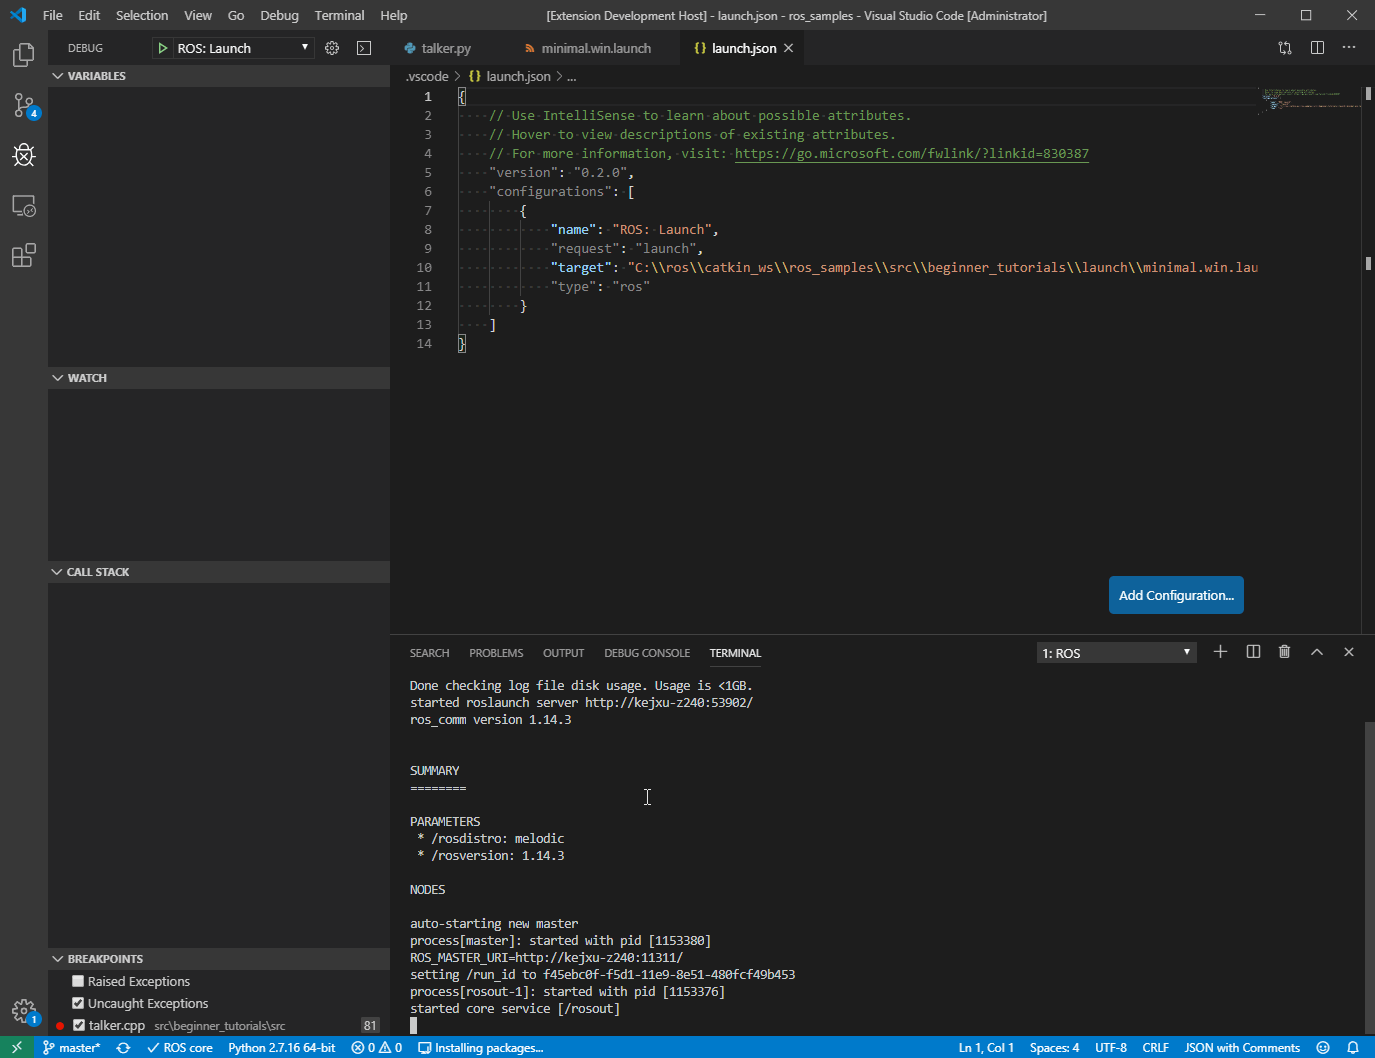 File Edit Selection View Go Debug Terminal Help
[Extension Development Host] - launch.json - ros_samples - Visual Studio Code [Administrator]
DEBUG
ROS: Launch
talker.py
minimal.win.launch
{} launch.json
VARIABLES
.vscode > {} launch.json > ...
1 {
2 // Use IntelliSense to learn about possible attributes.
3 // Hover to view descriptions of existing attributes.
4 // For more information, visit: https://go.microsoft.com/fwlink/?linkid=830387
5 "version": "0.2.0",
6 "configurations": [
7 {
8 "name": "ROS: Launch",
9 "request": "launch",
10 "target": "C:\\ros\\catkin_ws\\ros_samples\\src\\beginner_tutorials\\launch\\minimal.win.lau
11 "type": "ros"
12 }
13 ]
14 }
4
WATCH
CALL STACK
Add Configuration...
SEARCH PROBLEMS OUTPUT DEBUG CONSOLE TERMINAL
1: ROS
Done checking log file disk usage. Usage is <1GB.
started roslaunch server http://kejxu-z240:53902/
ros_comm version 1.14.3
SUMMARY
========
PARAMETERS
* /rosdistro: melodic
* /rosversion: 1.14.3
NODES
auto-starting new master
process[master]: started with pid [1153380]
ROS_MASTER_URI=http://kejxu-z240:11311/
setting /run_id to f45ebc0f-f5d1-11e9-8e51-480fcf49b453
process[rosout-1]: started with pid [1153376]
started core service [/rosout]
BREAKPOINTS
Raised Exceptions
Uncaught Exceptions
talker.cpp src\beginner_tutorials\src 81
1
master* ROS core Python 2.7.16 64-bit 0 0 Installing packages... Ln 1, Col 1 Spaces: 4 UTF-8 CRLF JSON with Comments